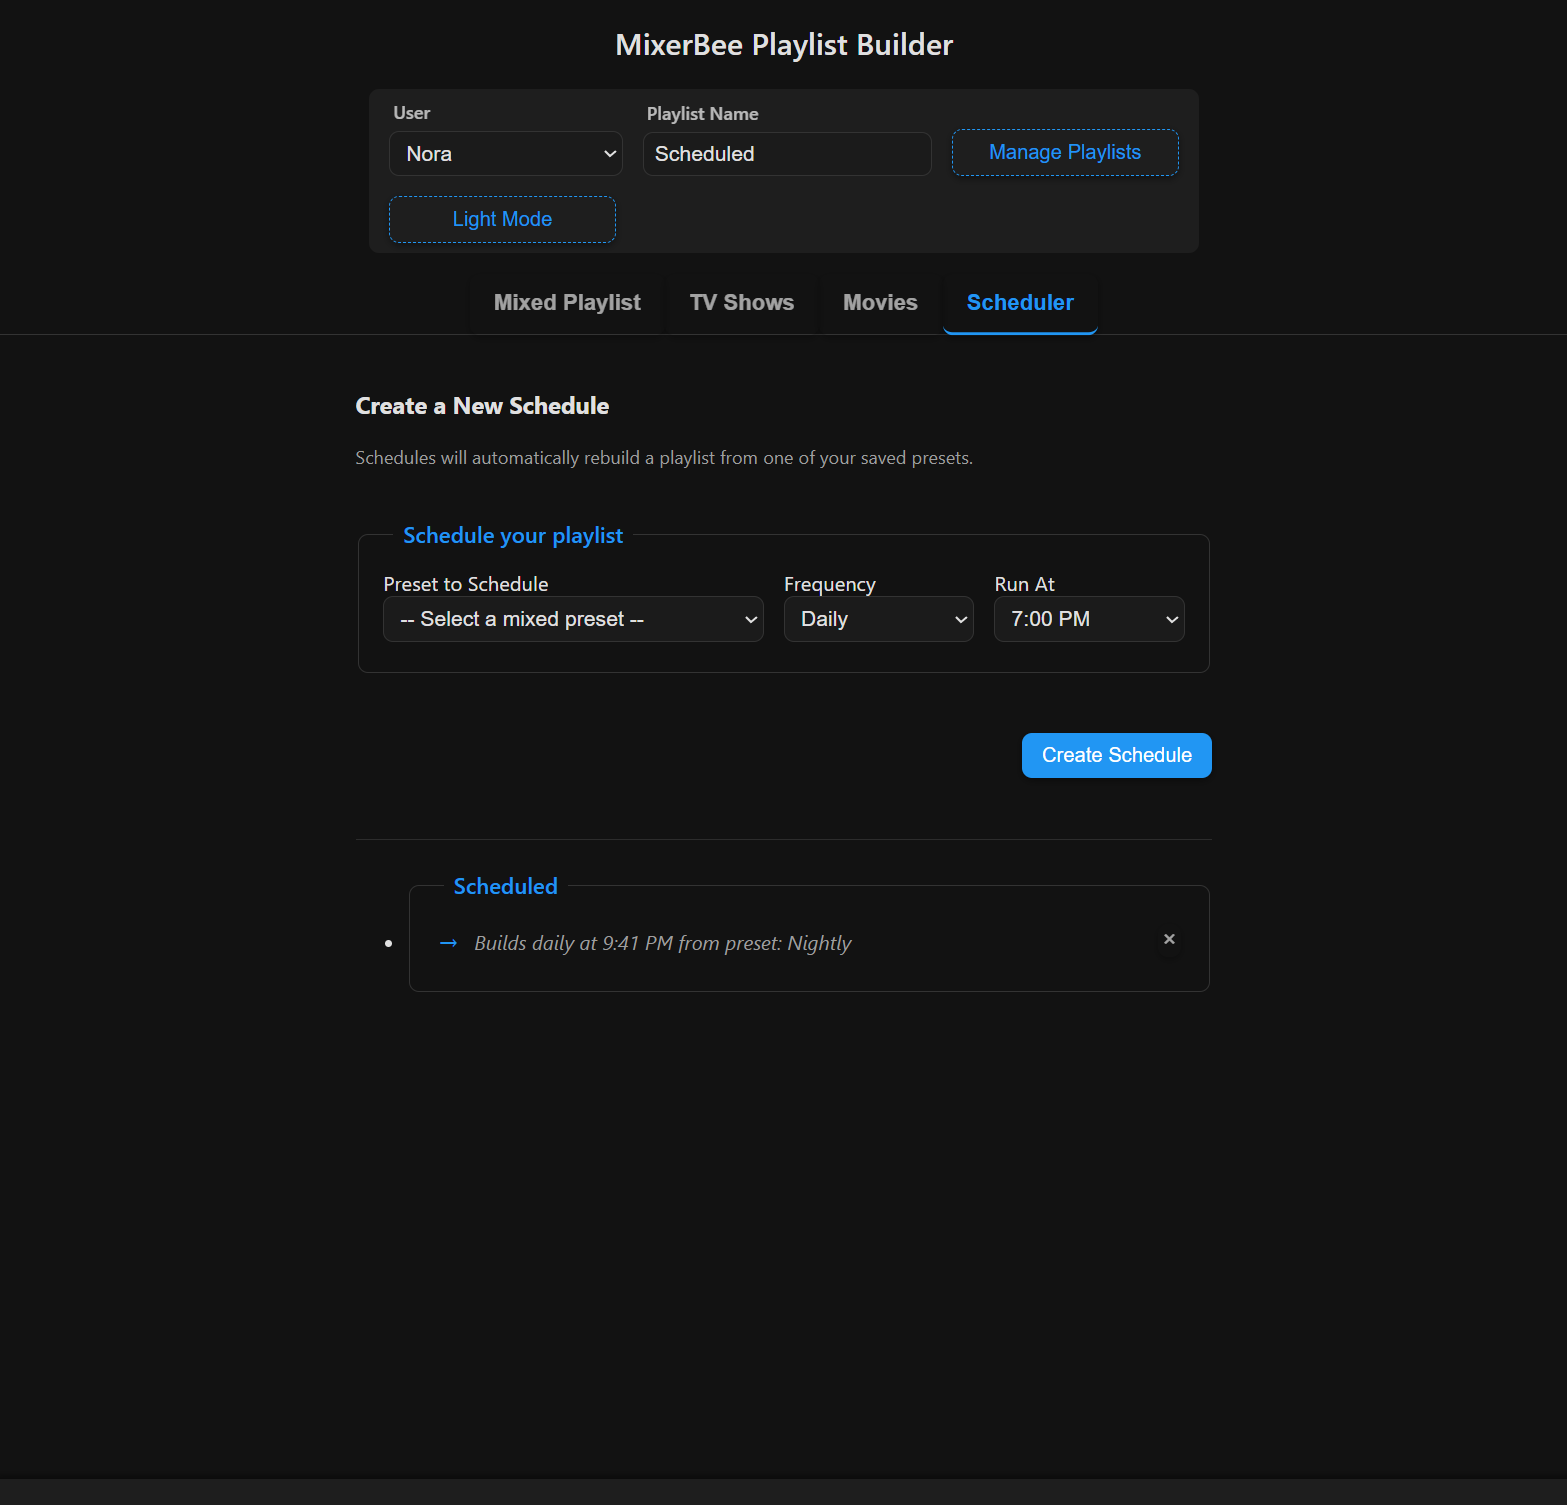 MixerBee Playlist Builder
User
Playlist Name
Nora
Scheduled
Manage Playlists
Light Mode
Mixed Playlist
TV Shows
Movies
Scheduler
Create a New Schedule
Schedules will automatically rebuild a playlist from one of your saved presets.
Schedule your playlist
Preset to Schedule
Frequency
Run At
-- Select a mixed preset --
Daily
7:00 PM
Create Schedule
Scheduled
→ Builds daily at 9:41 PM from preset: Nightly
×